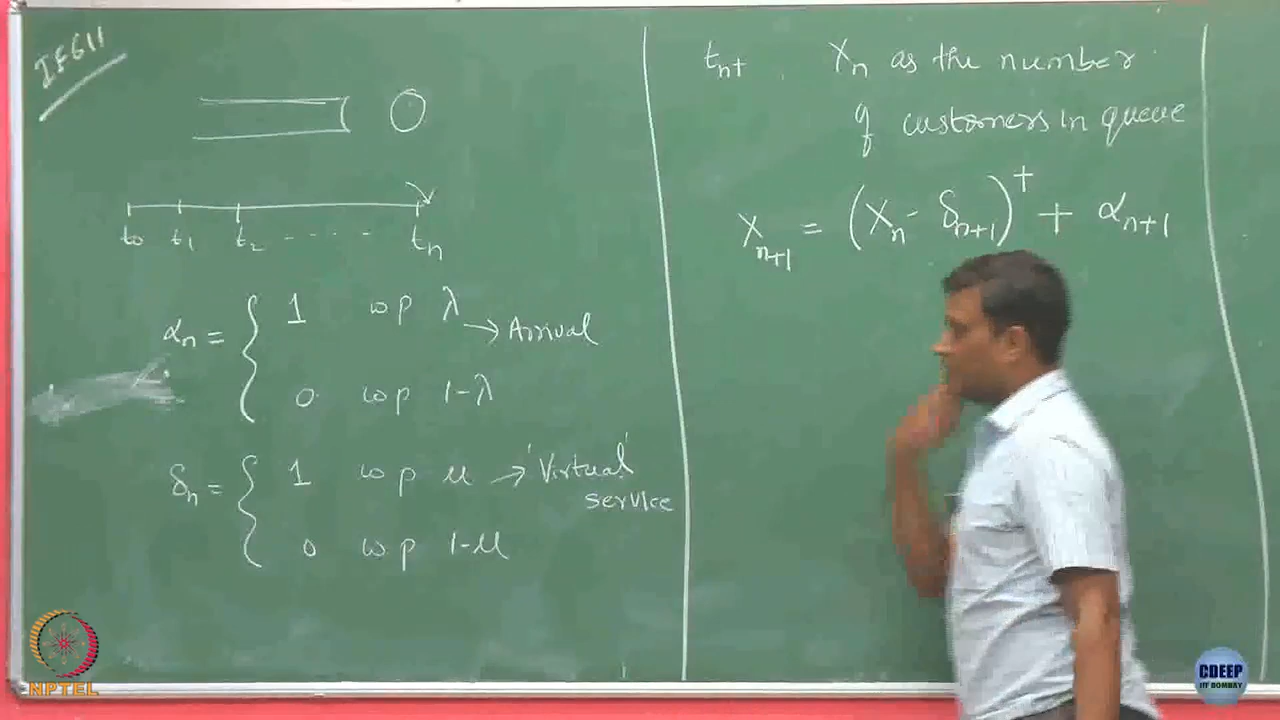 IE611
t₀ t₁ t₂ - - - - - tₙ
αₙ = { 1 w p λ → Arrival
0 w p 1-λ
δₙ = { 1 w p μ → 'Virtual'
service
0 w p 1-μ
tₙ₊ , Xₙ as the number
of customers in queue
Xₙ₊₁ = (Xₙ - δₙ₊₁)⁺ + αₙ₊₁
NPTEL
CDEEP
IIT BOMBAY